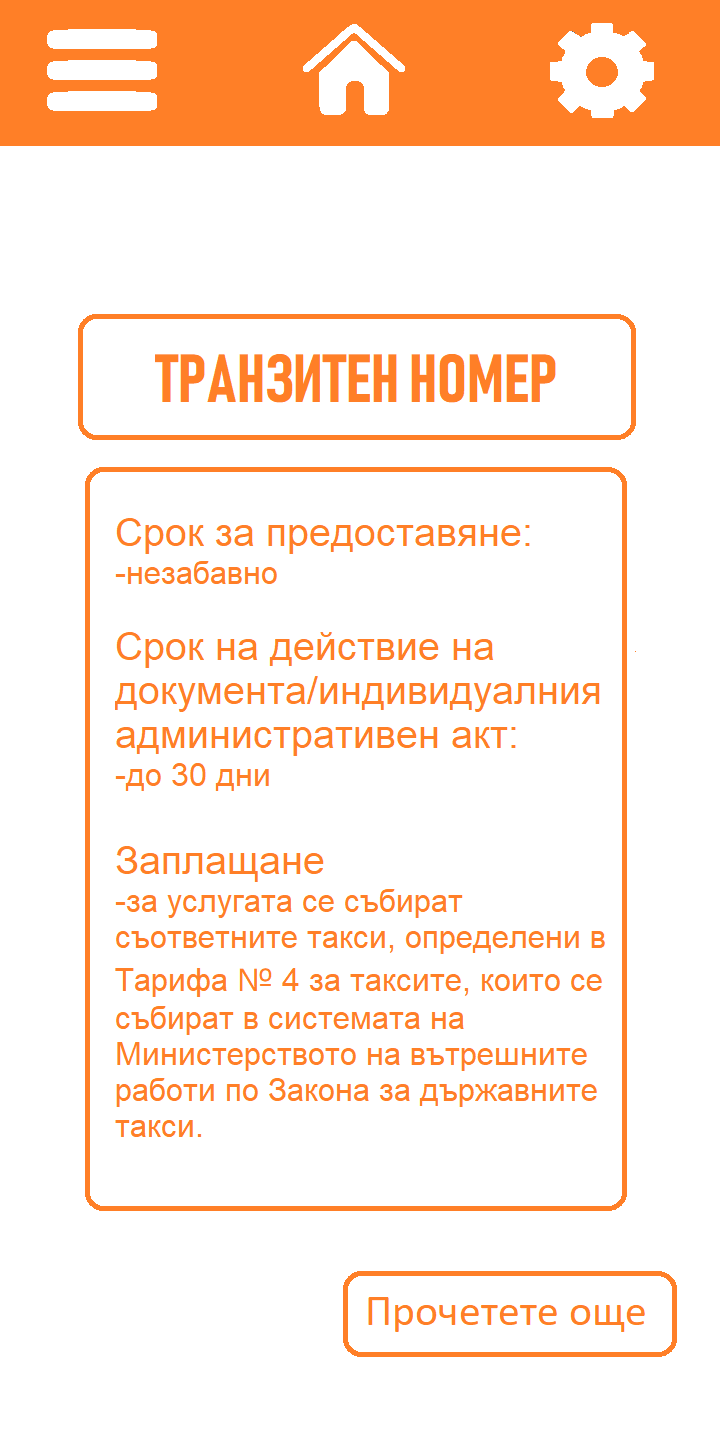 ТРАНЗИТЕН НОМЕР
Срок за предоставяне:
-незабавно
Срок на действие на
документа/индивидуалния
административен акт:
-до 30 дни
Заплащане
-за услугата се събират
съответните такси, определени в
Тарифа № 4 за таксите, които се
събират в системата на
Министерството на вътрешните
работи по Закона за държавните
такси.
Прочетете още